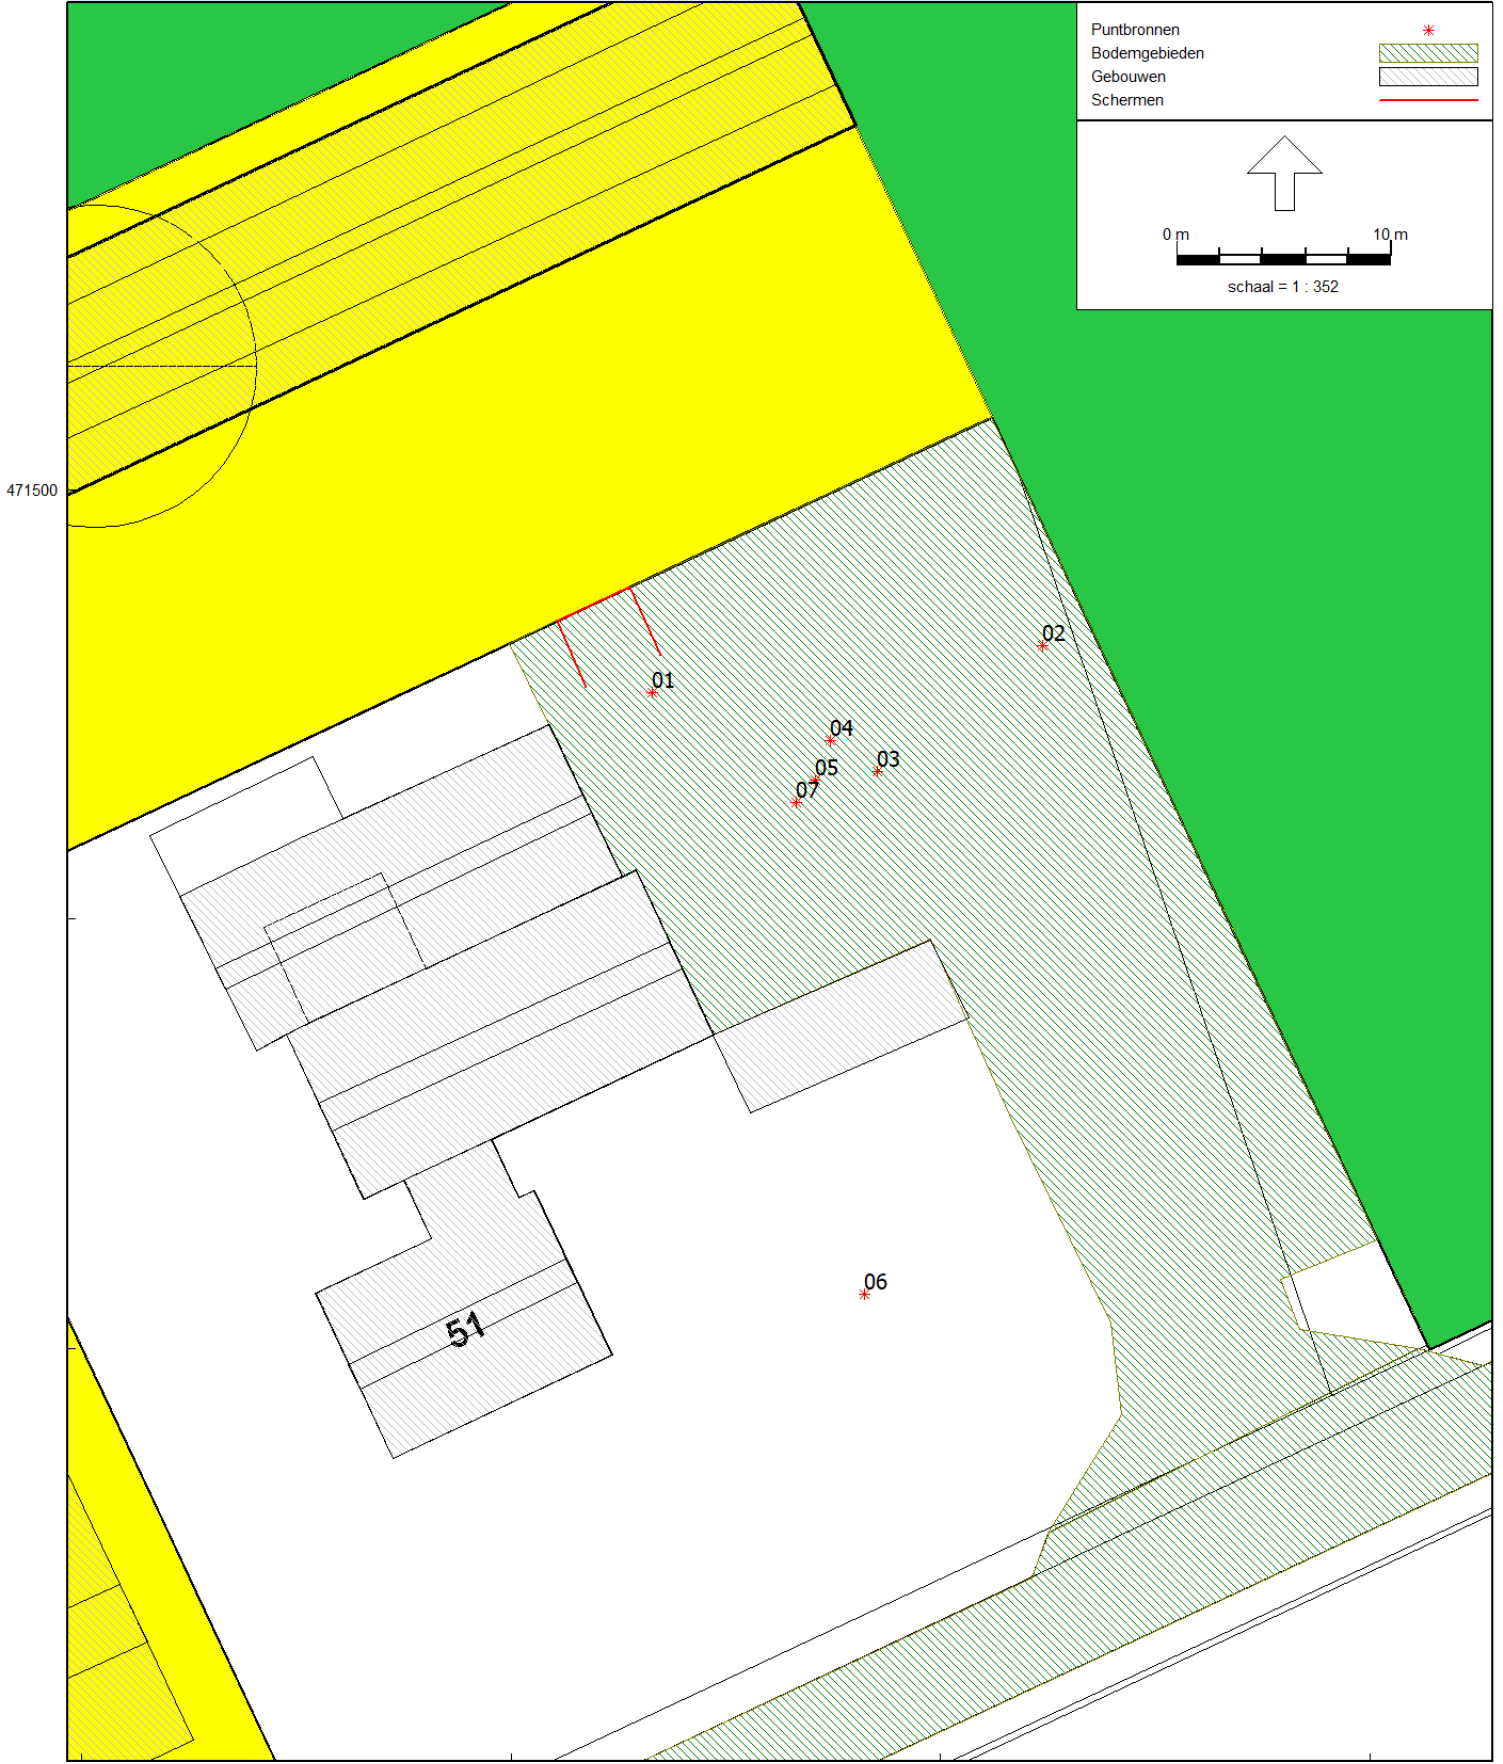 Puntbronnen
Bodemgebieden
Gebouwen
Schermen
0 m 10 m
schaal = 1 : 352
471500
02
01
04
03
05
07
06
51